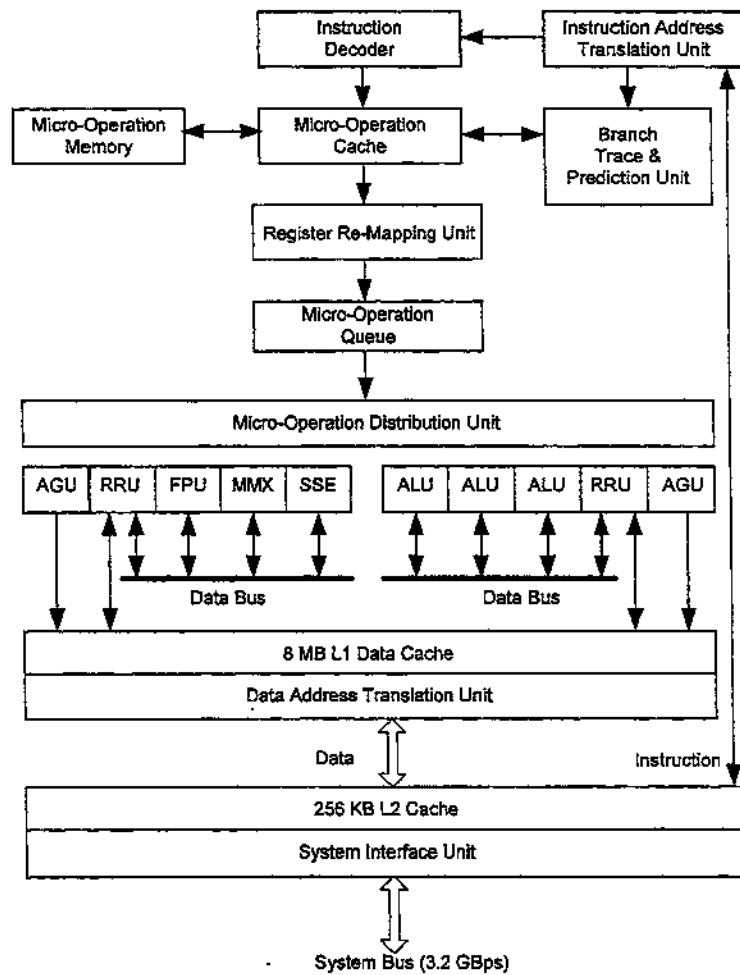 Instruction
Decoder
Instruction Address
Translation Unit
Micro-Operation
Memory
Micro-Operation
Cache
Branch
Trace &
Prediction Unit
Register Re-Mapping Unit
Micro-Operation
Queue
Micro-Operation Distribution Unit
AGU RRU FPU MMX SSE ALU ALU ALU RRU AGU
Data Bus Data Bus
8 MB L1 Data Cache
Data Address Translation Unit
Data Instruction
256 KB L2 Cache
System Interface Unit
System Bus (3.2 GBps)